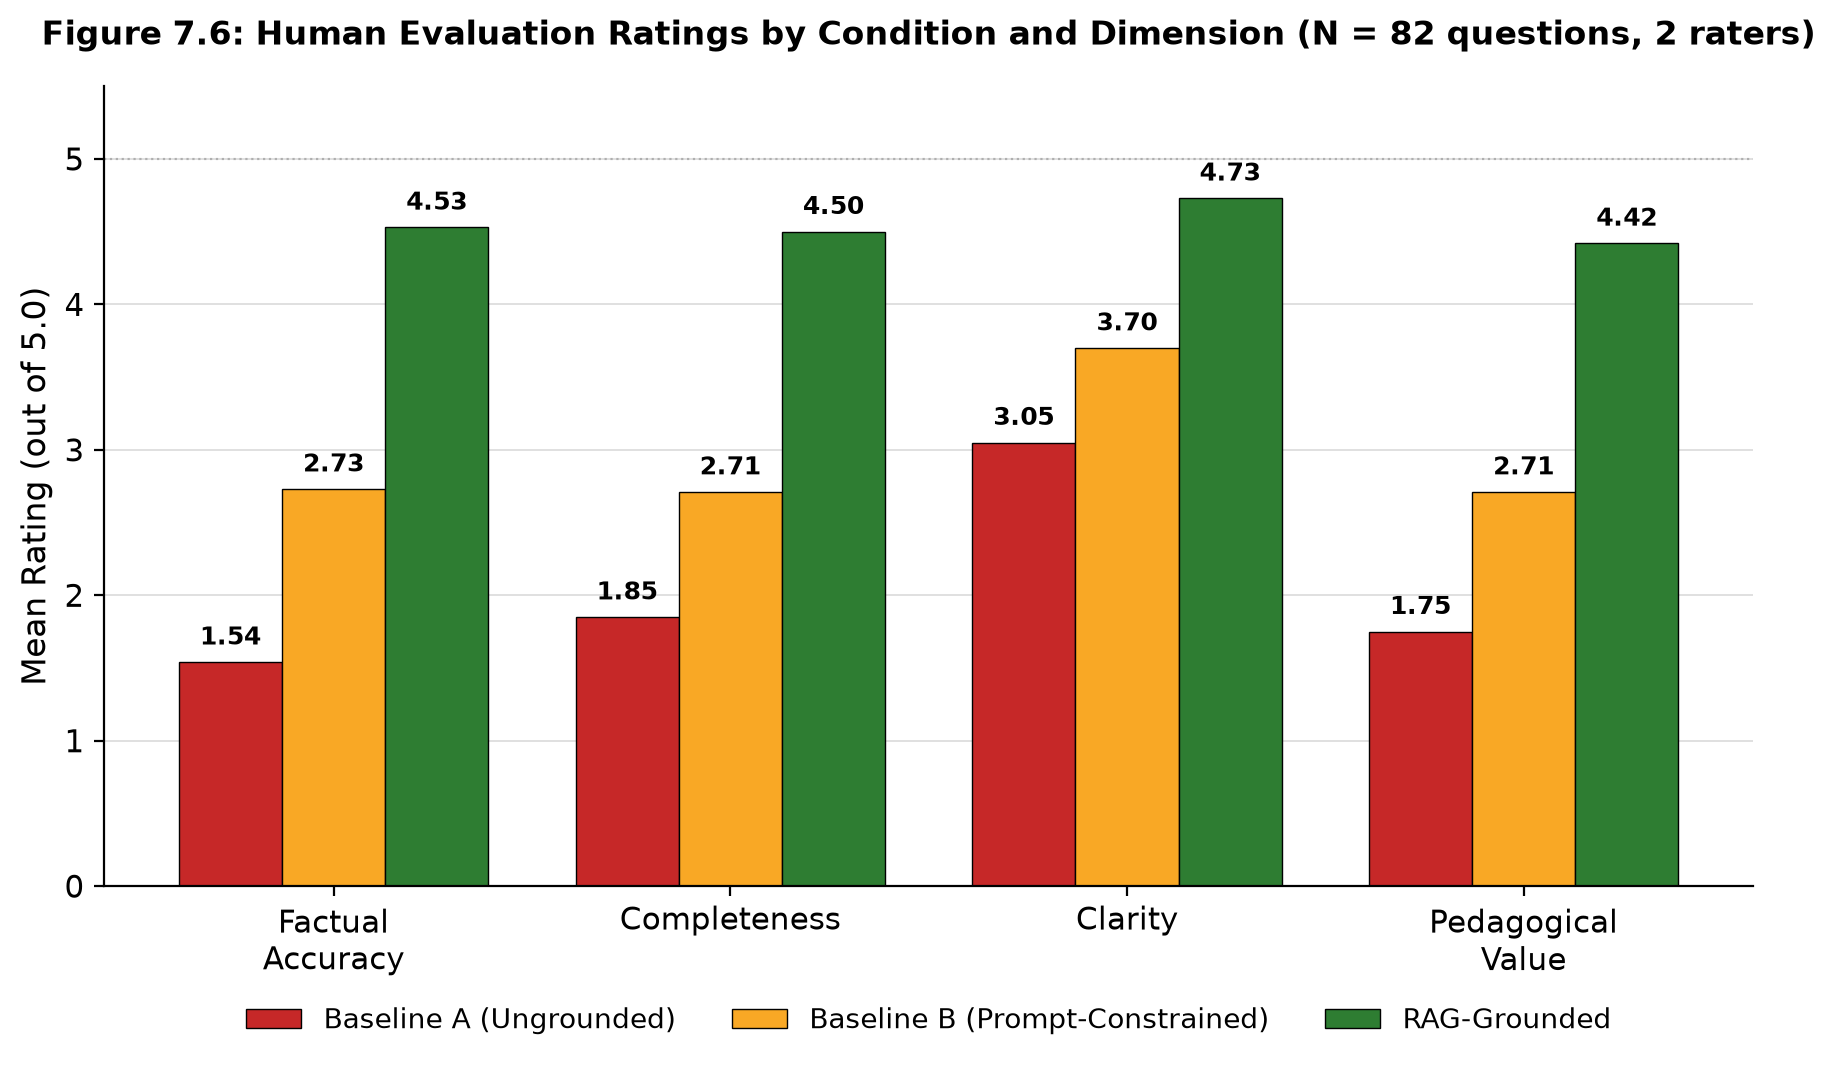 Figure 7.6: Human Evaluation Ratings by Condition and Dimension (N = 82 questions, 2 raters)
Mean Rating (out of 5.0)
5
4
3
2
1
0
1.54
2.73
4.53
1.85
2.71
4.50
3.05
3.70
4.73
1.75
2.71
4.42
Factual
Accuracy
Completeness
Clarity
Pedagogical
Value
Baseline A (Ungrounded)
Baseline B (Prompt-Constrained)
RAG-Grounded